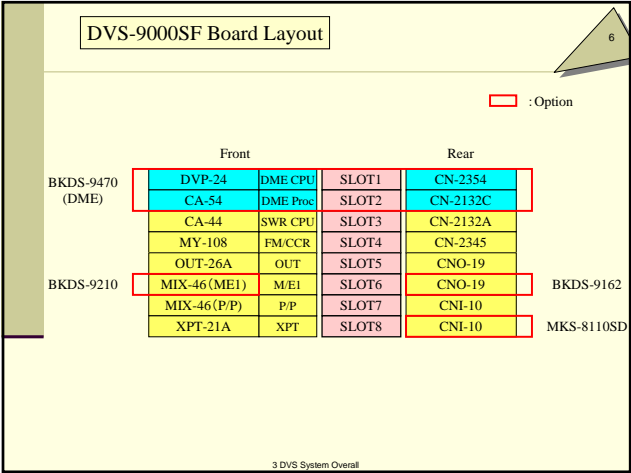 DVS-9000SF Board Layout
6
: Option
Front Rear
BKDS-9470 (DME)
DVP-24 DME CPU SLOT1 CN-2354
CA-54 DME Proc SLOT2 CN-2132C
CA-44 SWR CPU SLOT3 CN-2132A
MY-108 FM/CCR SLOT4 CN-2345
OUT-26A OUT SLOT5 CNO-19
BKDS-9210 MIX-46(ME1) M/E1 SLOT6 CNO-19 BKDS-9162
MIX-46(P/P) P/P SLOT7 CNI-10
XPT-21A XPT SLOT8 CNI-10 MKS-8110SD
3 DVS System Overall